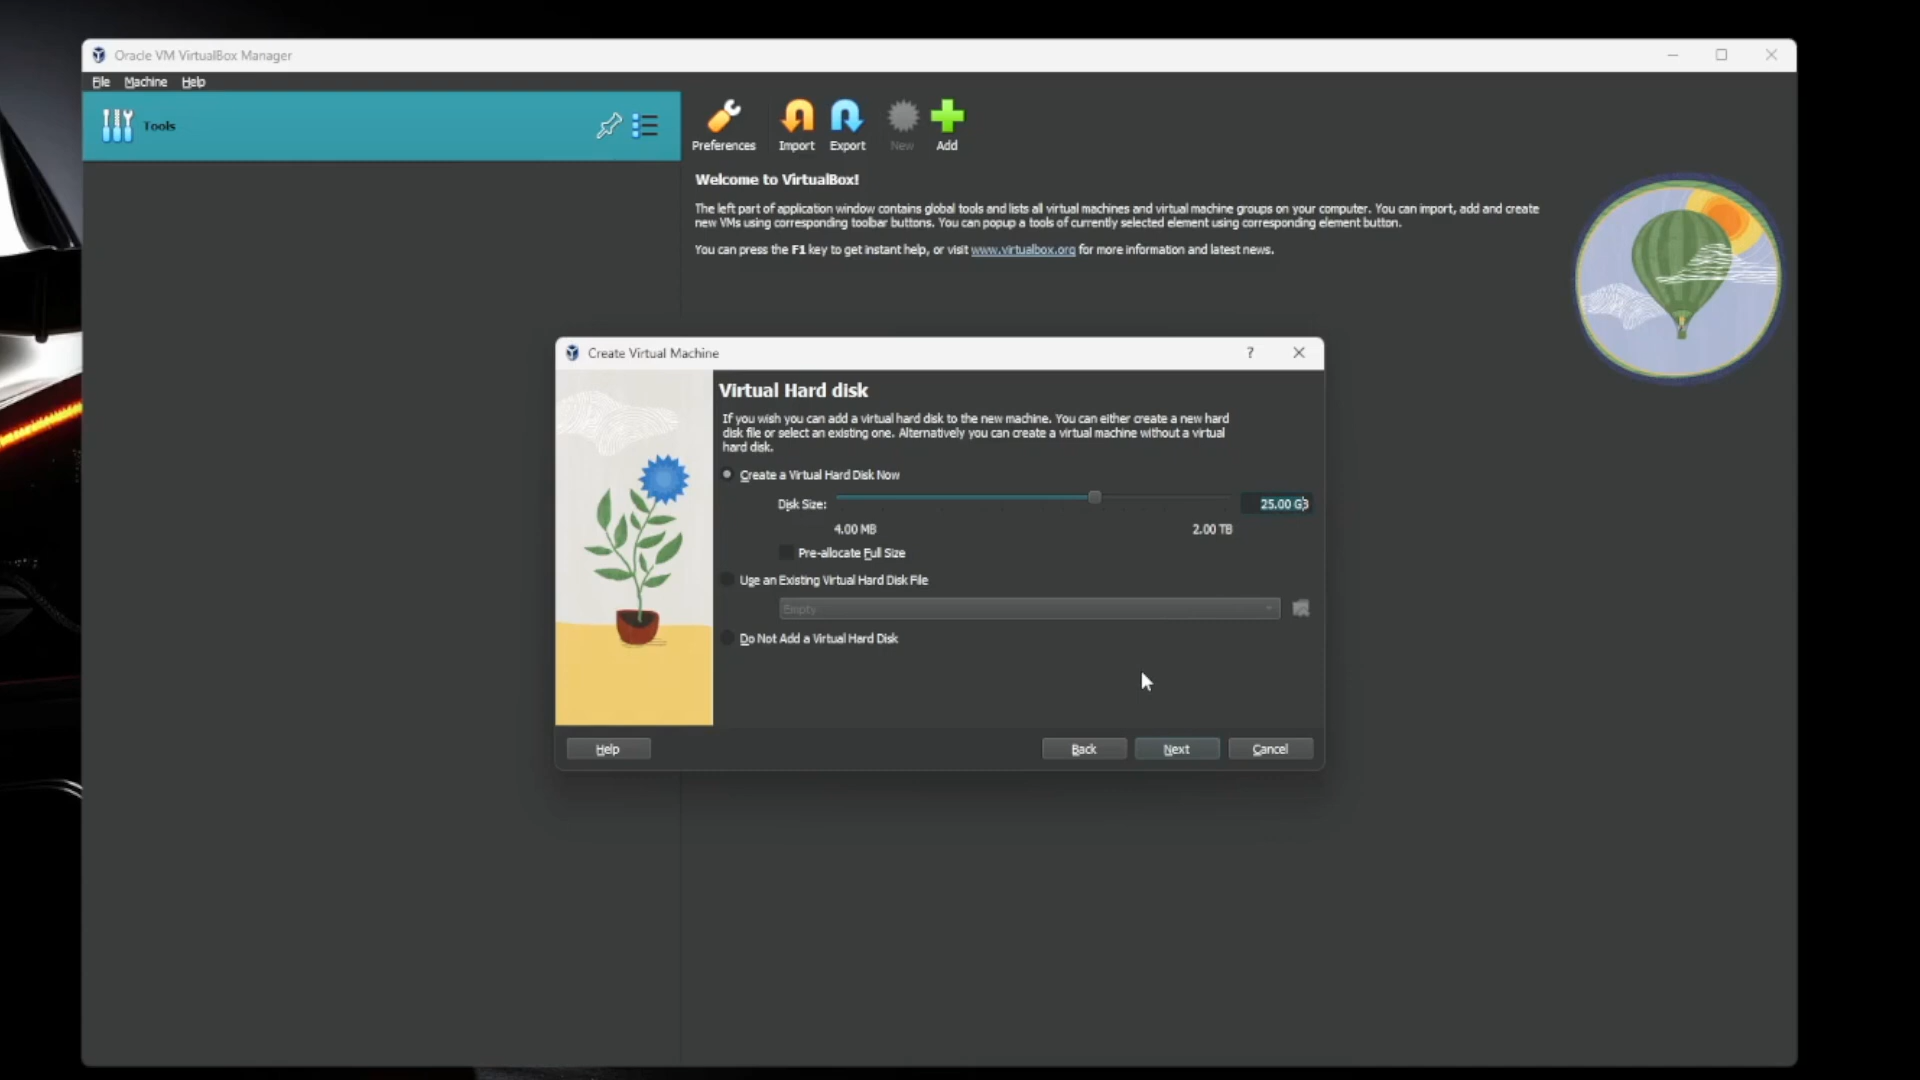 Oracle VM VirtualBox Manager
File Machine Help
Tools
Preferences Import Export New Add
Welcome to VirtualBox!
The left part of application window contains global tools and lists all virtual machines and virtual machine groups on your computer. You can import, add and create
new VMs using corresponding toolbar buttons. You can popup a tools of currently selected element using corresponding element button.
You can press the F1 key to get instant help, or visit www.virtualbox.org for more information and latest news.
Create Virtual Machine
?
Virtual Hard disk
If you wish you can add a virtual hard disk to the new machine. You can either create a new hard
disk file or select an existing one. Alternatively you can create a virtual machine without a virtual
hard disk.
Create a Virtual Hard Disk Now
Disk Size: 25.00 GB
4.00 MB 2.00 TB
Pre-allocate Full Size
Use an Existing Virtual Hard Disk File
Empty
Do Not Add a Virtual Hard Disk
Help Back Next Cancel